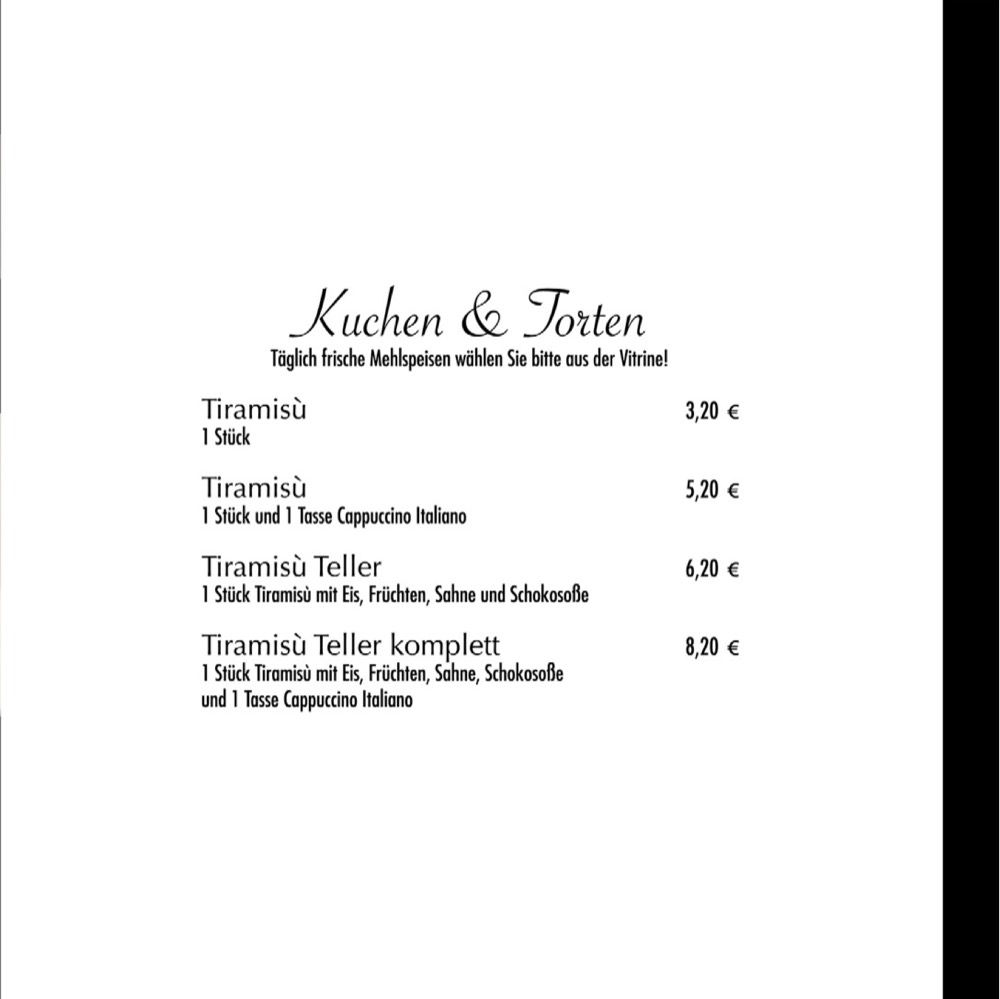 Kuchen & Torten
Täglich frische Mehlspeisen wählen Sie bitte aus der Vitrine!
Tiramisù 3,20 €
1 Stück
Tiramisù 5,20 €
1 Stück und 1 Tasse Cappuccino Italiano
Tiramisù Teller 6,20 €
1 Stück Tiramisù mit Eis, Früchten, Sahne und Schokosoße
Tiramisù Teller komplett 8,20 €
1 Stück Tiramisù mit Eis, Früchten, Sahne, Schokosoße
und 1 Tasse Cappuccino Italiano